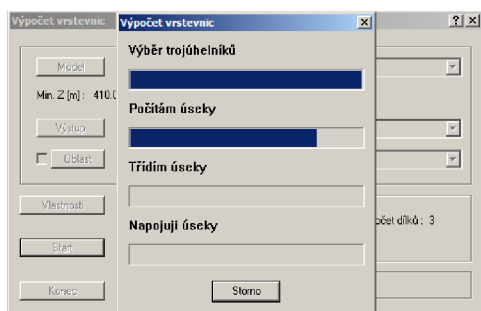 Výpočet vrstevnic
Výpočet vrstevnic
Výběr trojúhelníků
Model
Min. Z [m] : 410.0
Počítám úseky
Výstup
Oblast
Třídím úseky
Vlastnosti
Napojuji úseky
očet dílků : 3
Start
Konec
Storno